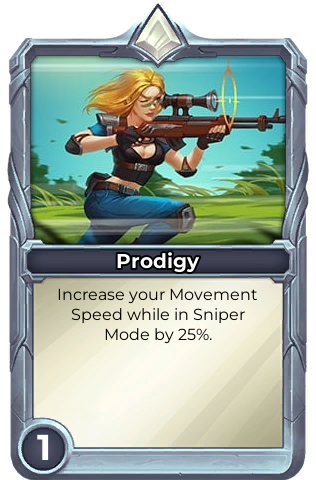 Prodigy
Increase your Movement
Speed while in Sniper
Mode by 25%.
1